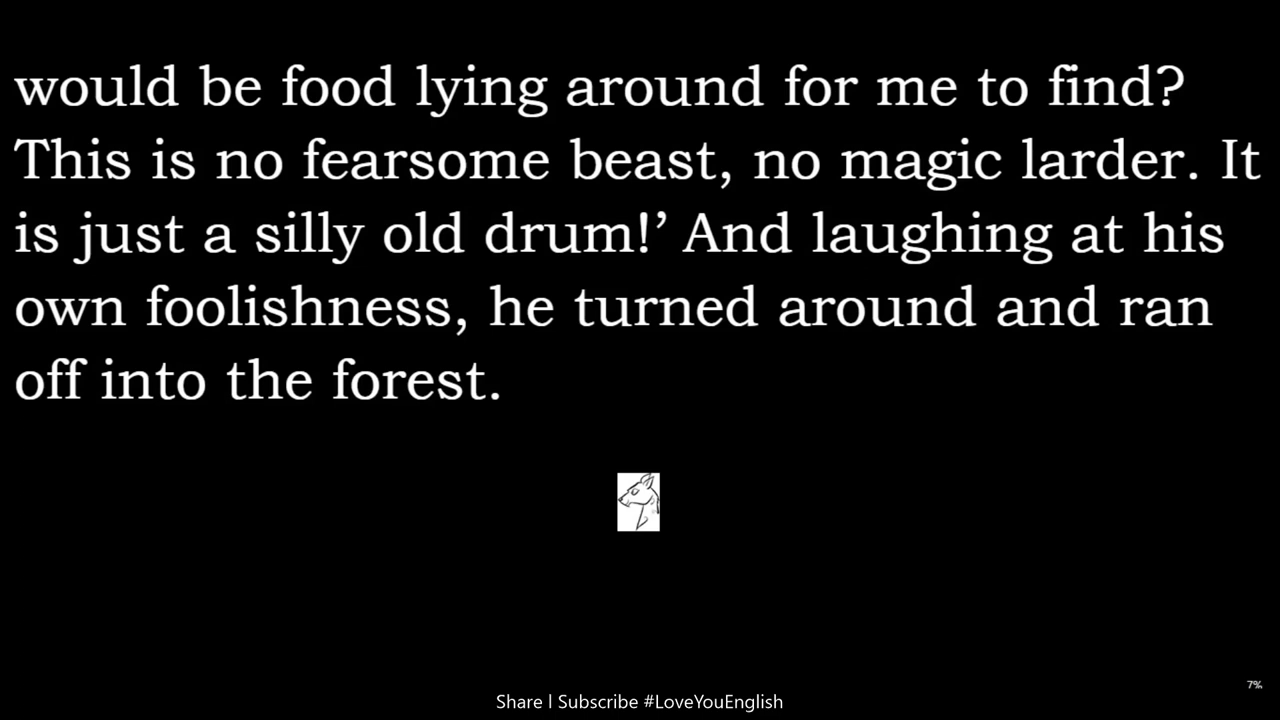 would be food lying around for me to find?
This is no fearsome beast, no magic larder. It
is just a silly old drum!’ And laughing at his
own foolishness, he turned around and ran
off into the forest.
7%
Share | Subscribe #LoveYouEnglish